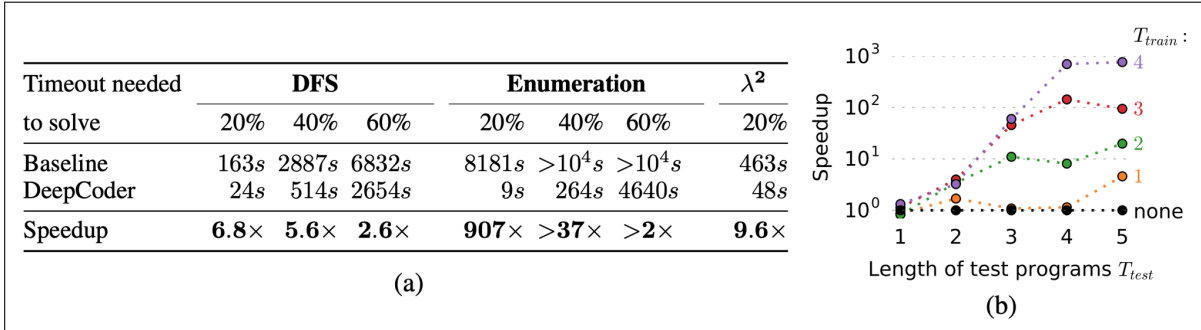 Timeout needed DFS Enumeration λ²
to solve 20% 40% 60% 20% 40% 60% 20%
Baseline 163s 2887s 6832s 8181s >10⁴s >10⁴s 463s
DeepCoder 24s 514s 2654s 9s 264s 4640s 48s
Speedup 6.8× 5.6× 2.6× 907× >37× >2× 9.6×
(a)
T_train :
10³
4
10²
3
Speedup
10¹
2
1
10⁰
none
1 2 3 4 5
Length of test programs T_test
(b)